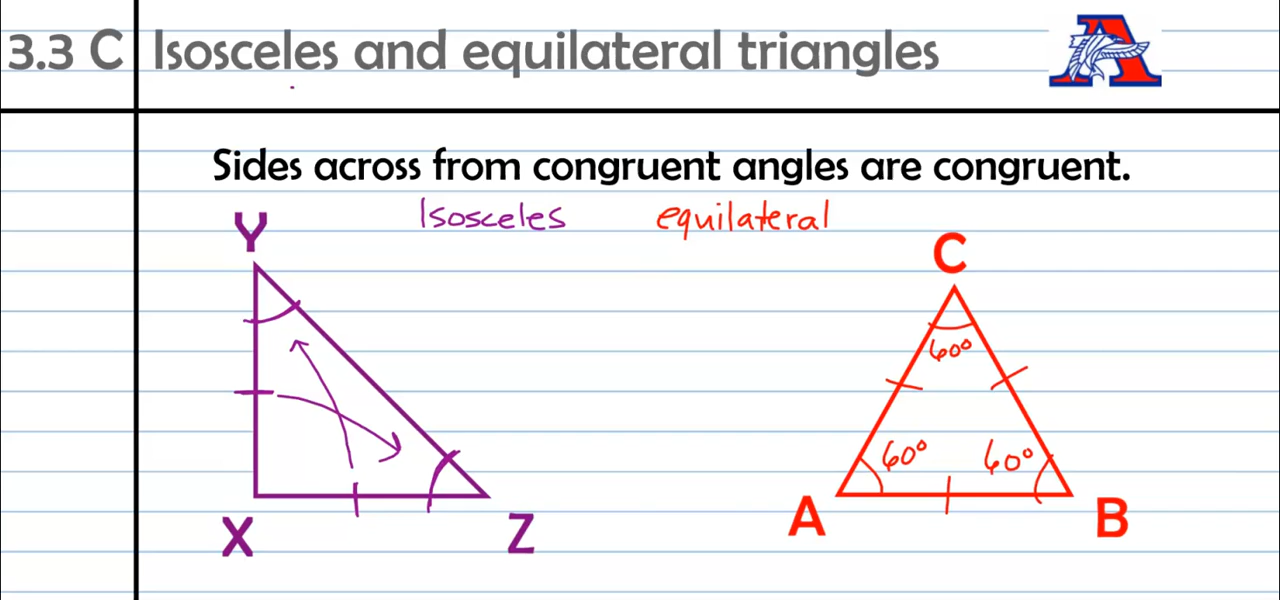 3.3 C Isosceles and equilateral triangles
A
Sides across from congruent angles are congruent.
Isosceles equilateral
Y
C
60°
60° 60°
X Z A B